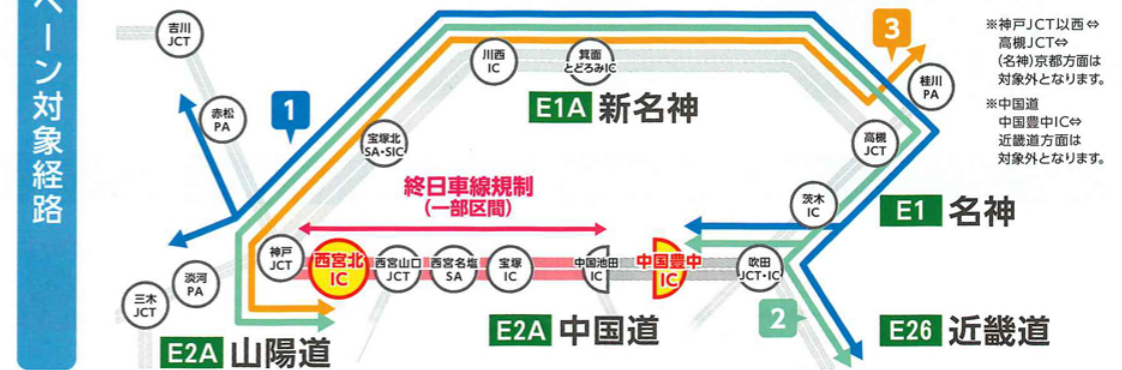 ペーン対象経路
吉川
JCT
赤松
PA
1
宝塚北
SA・SIC
川西
IC
箕面
とどろみIC
E1A 新名神
3
桂川
PA
※神戸JCT以西⇔
高槻JCT⇔
(名神)京都方面は
対象外となります。
※中国道
中国豊中IC⇔
近畿道方面は
対象外となります。
高槻
JCT
茨木
IC
E1 名神
終日車線規制
(一部区間)
神戸
JCT
西宮北
IC
西宮山口
JCT
西宮名塩
SA
宝塚
IC
中国池田
IC
中国豊中
IC
吹田
JCT・IC
淡河
PA
三木
JCT
2
E2A 山陽道
E2A 中国道
E26 近畿道